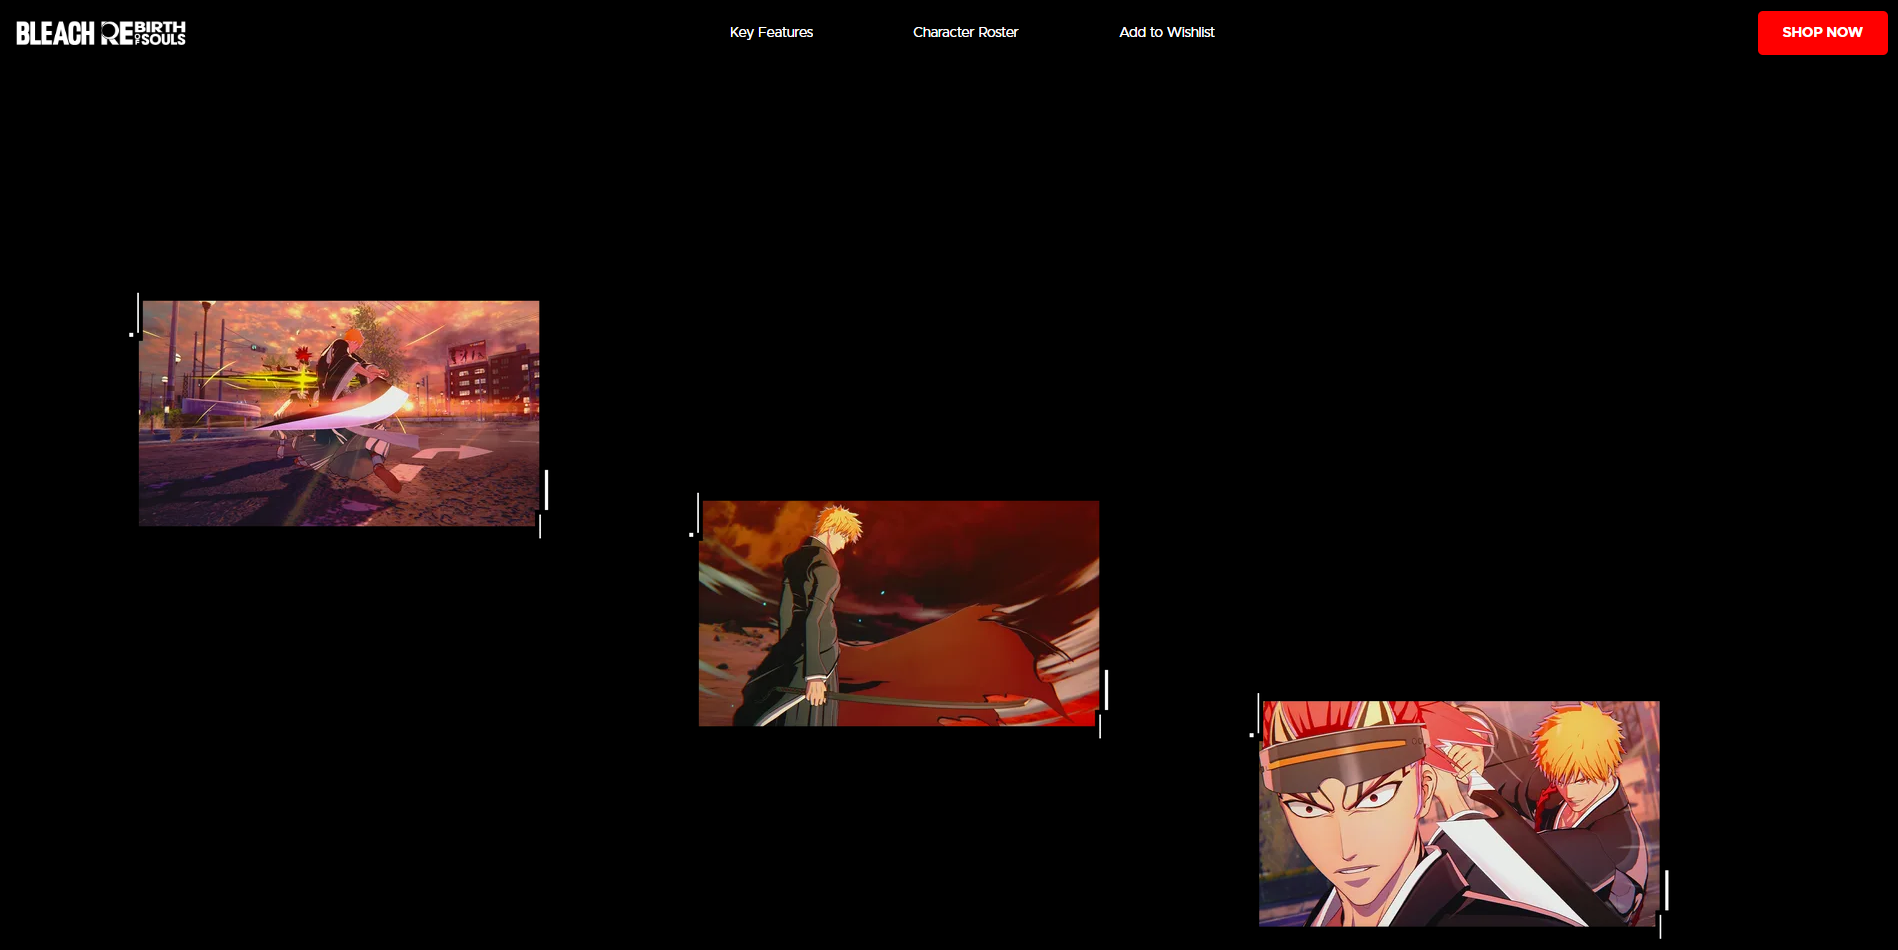 BLEACH REBIRTH OF SOULS
Key Features
Character Roster
Add to Wishlist
SHOP NOW